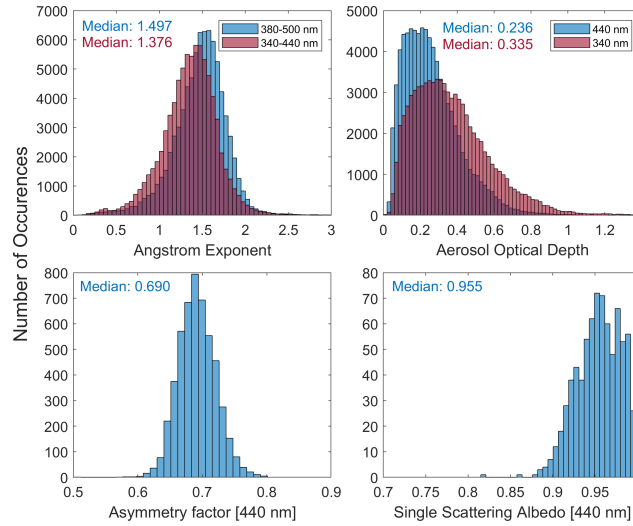 Median: 1.497
Median: 1.376
380-500 nm
340-440 nm
7000
6000
5000
4000
3000
2000
1000
0
0 0.5 1 1.5 2 2.5 3
Angstrom Exponent
Median: 0.236
Median: 0.335
440 nm
340 nm
5000
4000
3000
2000
1000
0
0 0.2 0.4 0.6 0.8 1 1.2
Aerosol Optical Depth
Number of Occurences
Median: 0.690
800
700
600
500
400
300
200
100
0
0.5 0.6 0.7 0.8 0.9
Asymmetry factor [440 nm]
Median: 0.955
80
70
60
50
40
30
20
10
0
0.7 0.75 0.8 0.85 0.9 0.95
Single Scattering Albedo [440 nm]